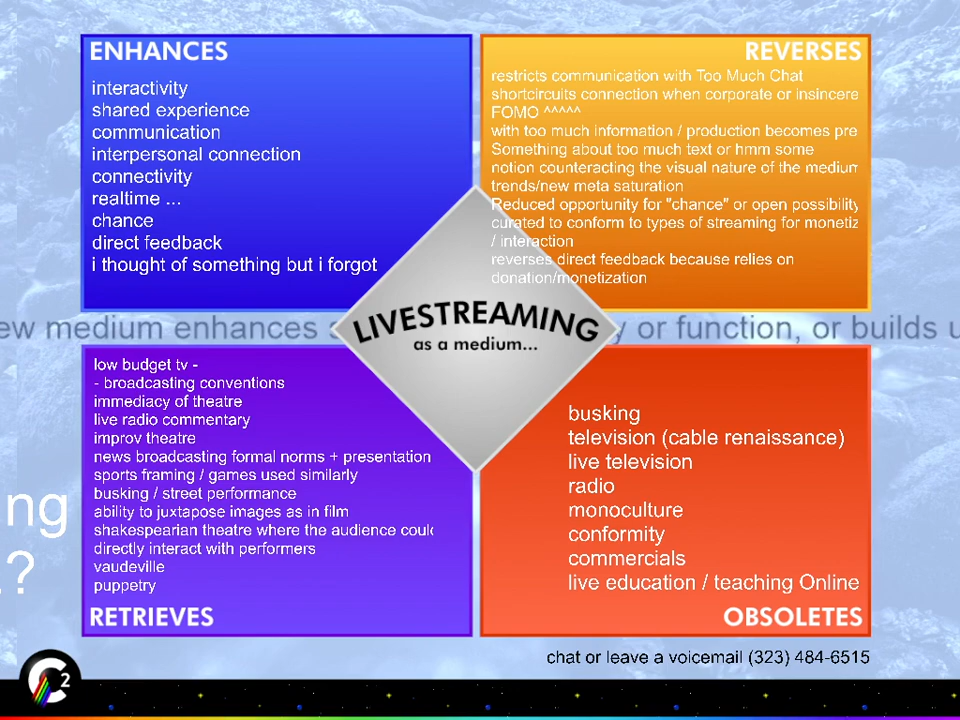 ENHANCES
interactivity
shared experience
communication
interpersonal connection
connectivity
realtime ...
chance
direct feedback
i thought of something but i forgot
REVERSES
restricts communication with Too Much Chat
shortcircuits connection when corporate or insincere
FOMO ^^^^^
with too much information / production becomes pre
Something about too much text or hmm some
notion counteracting the visual nature of the medium
trends/new meta saturation
Reduced opportunity for "chance" or open possibility
curated to conform to types of streaming for monetiz
/ interaction
reverses direct feedback because relies on
donation/monetization
ew medium enhances s y or function, or builds u
LIVESTREAMING
as a medium...
low budget tv -
- broadcasting conventions
immediacy of theatre
live radio commentary
improv theatre
news broadcasting formal norms + presentation
sports framing / games used similarly
busking / street performance
ability to juxtapose images as in film
shakespearian theatre where the audience could
directly interact with performers
vaudeville
puppetry
RETRIEVES
busking
television (cable renaissance)
live television
radio
monoculture
conformity
commercials
live education / teaching Online
OBSOLETES
ng
.?
chat or leave a voicemail (323) 484-6515
C2